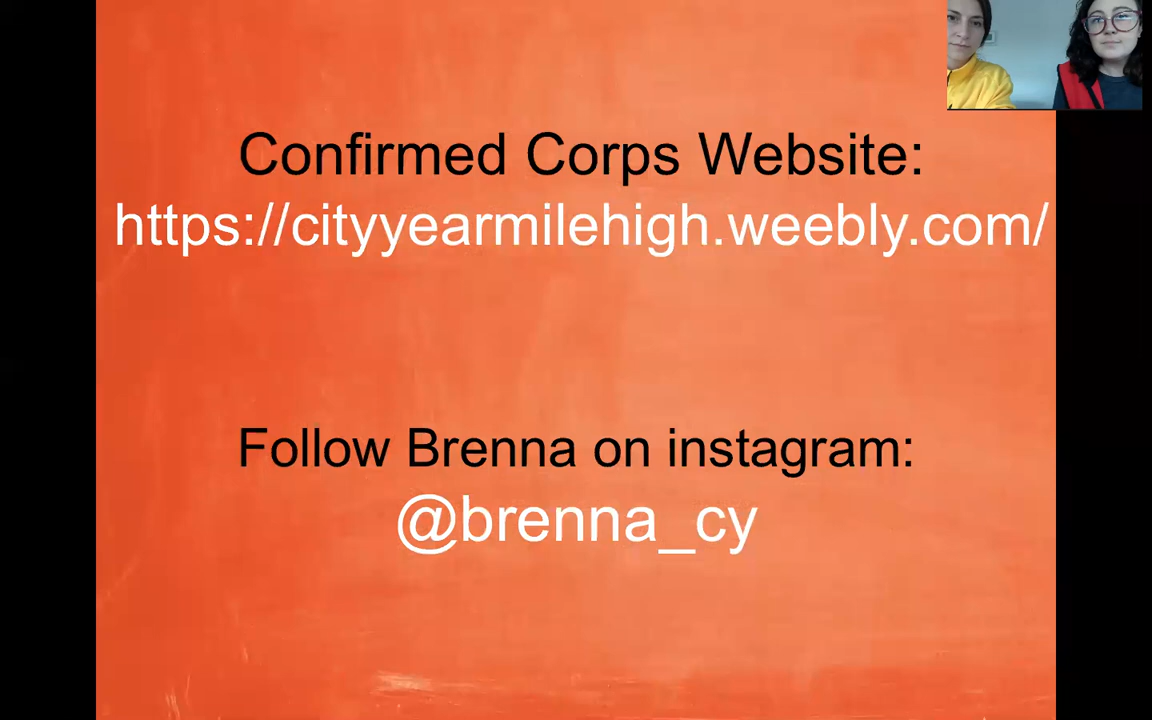 Confirmed Corps Website:
https://cityyearmilehigh.weebly.com/
Follow Brenna on instagram:
@brenna_cy